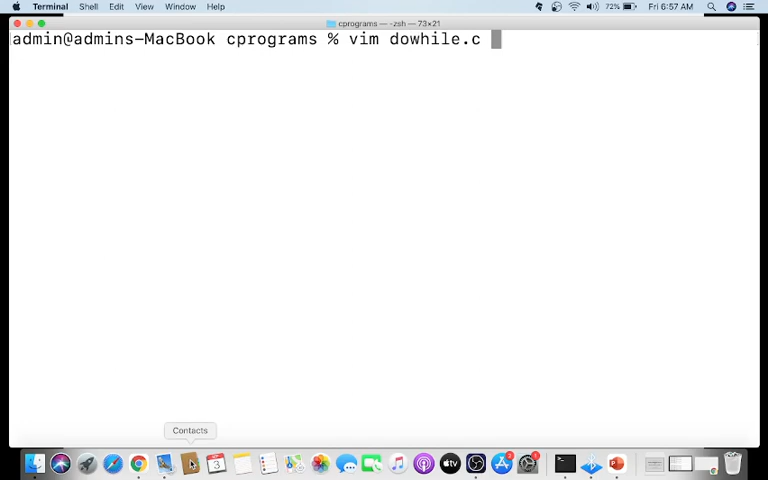 Terminal Shell Edit View Window Help 72% Fri 6:57 AM
cprograms — -zsh — 73×21
admin@admins-MacBook cprograms % vim dowhile.c
Contacts
3